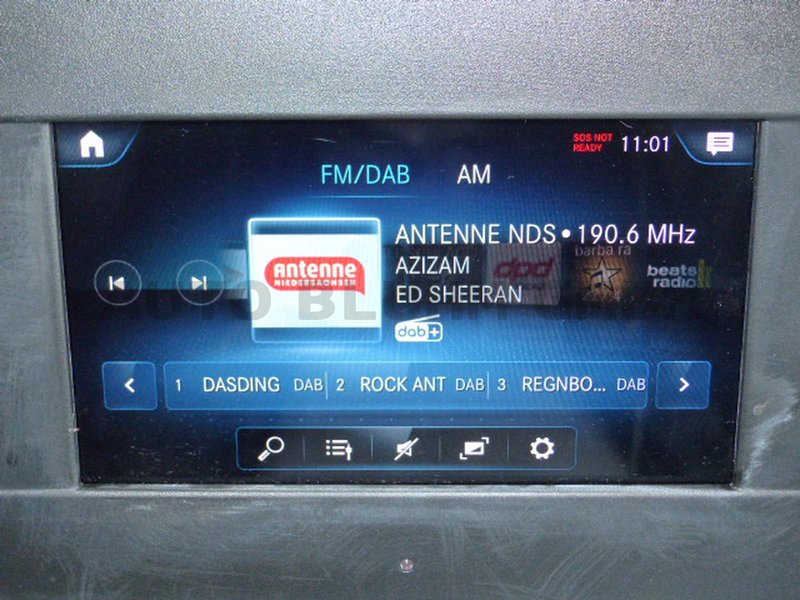 SOS NOT
READY
11:01
FM/DAB AM
ANTENNE NDS • 190.6 MHz
AZIZAM
ED SHEERAN
Antenne
NIEDERSACHSEN
dab+
barba ra
beats
radio
1 DASDING DAB 2 ROCK ANT DAB 3 REGNBO... DAB
AUTO